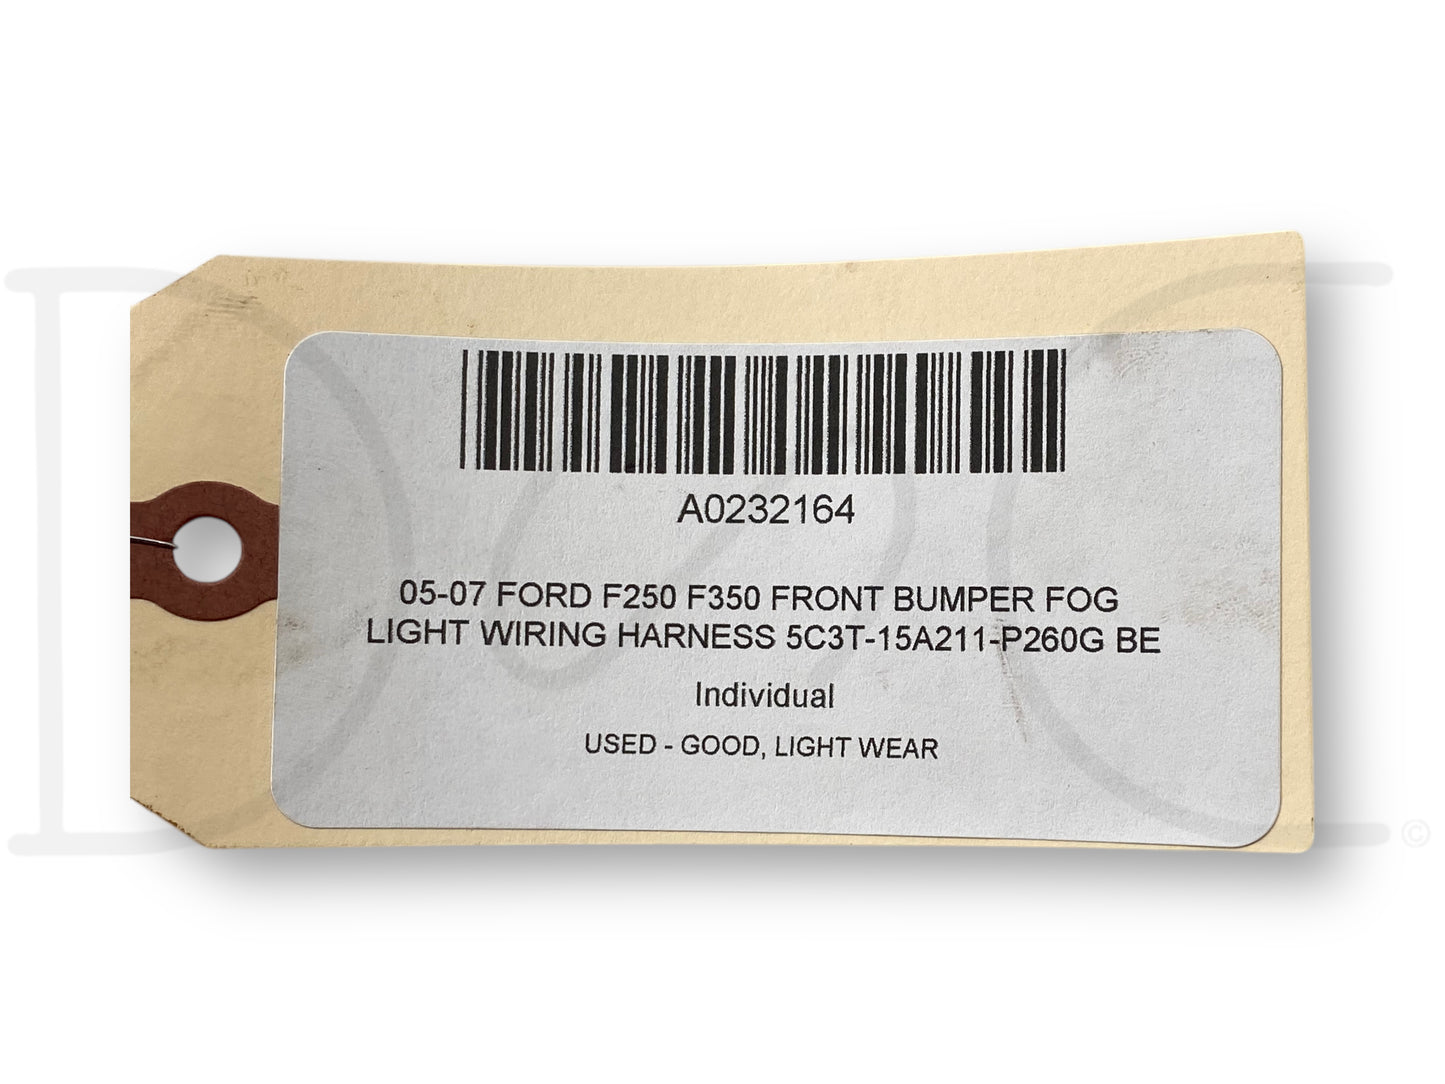 A0232164
05-07 FORD F250 F350 FRONT BUMPER FOG
LIGHT WIRING HARNESS 5C3T-15A211-P260G BE
Individual
USED - GOOD, LIGHT WEAR
©